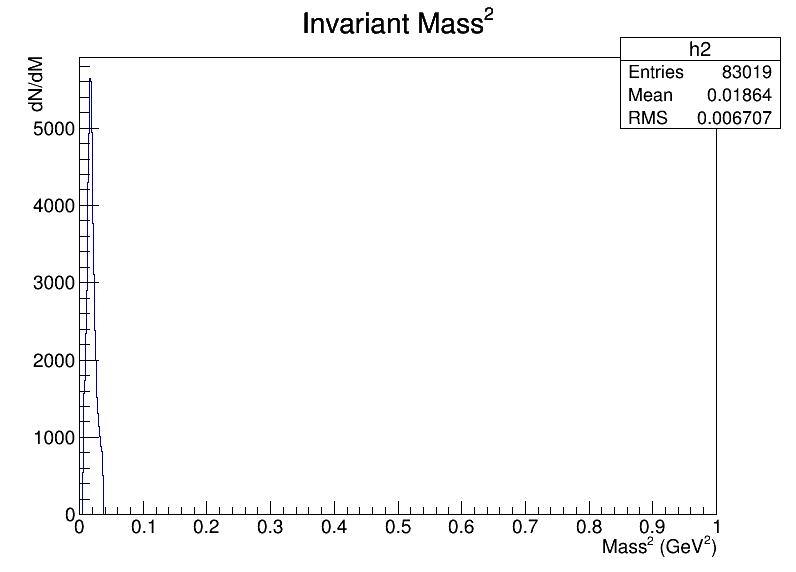 Invariant Mass²
h2
Entries 83019
Mean 0.01864
RMS 0.006707
dN/dM
5000
4000
3000
2000
1000
0
0 0.1 0.2 0.3 0.4 0.5 0.6 0.7 0.8 0.9 1
Mass² (GeV²)